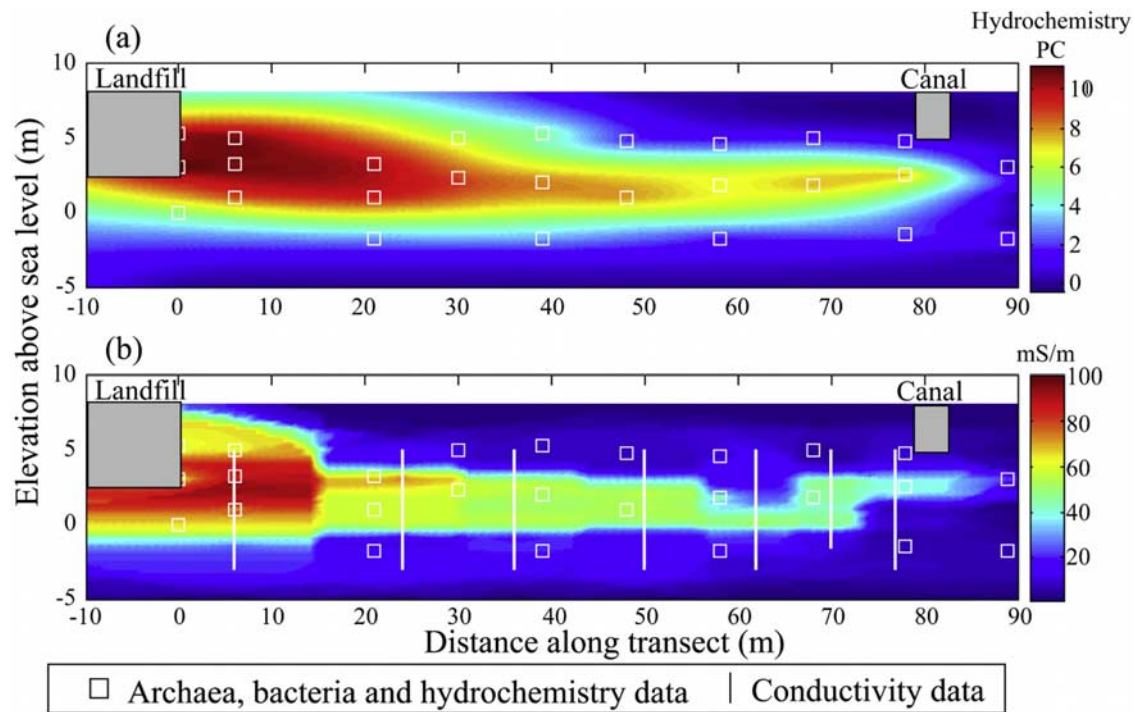 (a)
Hydrochemistry
PC
10
Landfill
Canal
5
0
-5
-10 0 10 20 30 40 50 60 70 80 90
10
8
6
4
2
0
Elevation above sea level (m)
(b)
mS/m
10
Landfill
Canal
5
0
-5
-10 0 10 20 30 40 50 60 70 80 90
100
80
60
40
20
Distance along transect (m)
Archaea, bacteria and hydrochemistry data
Conductivity data